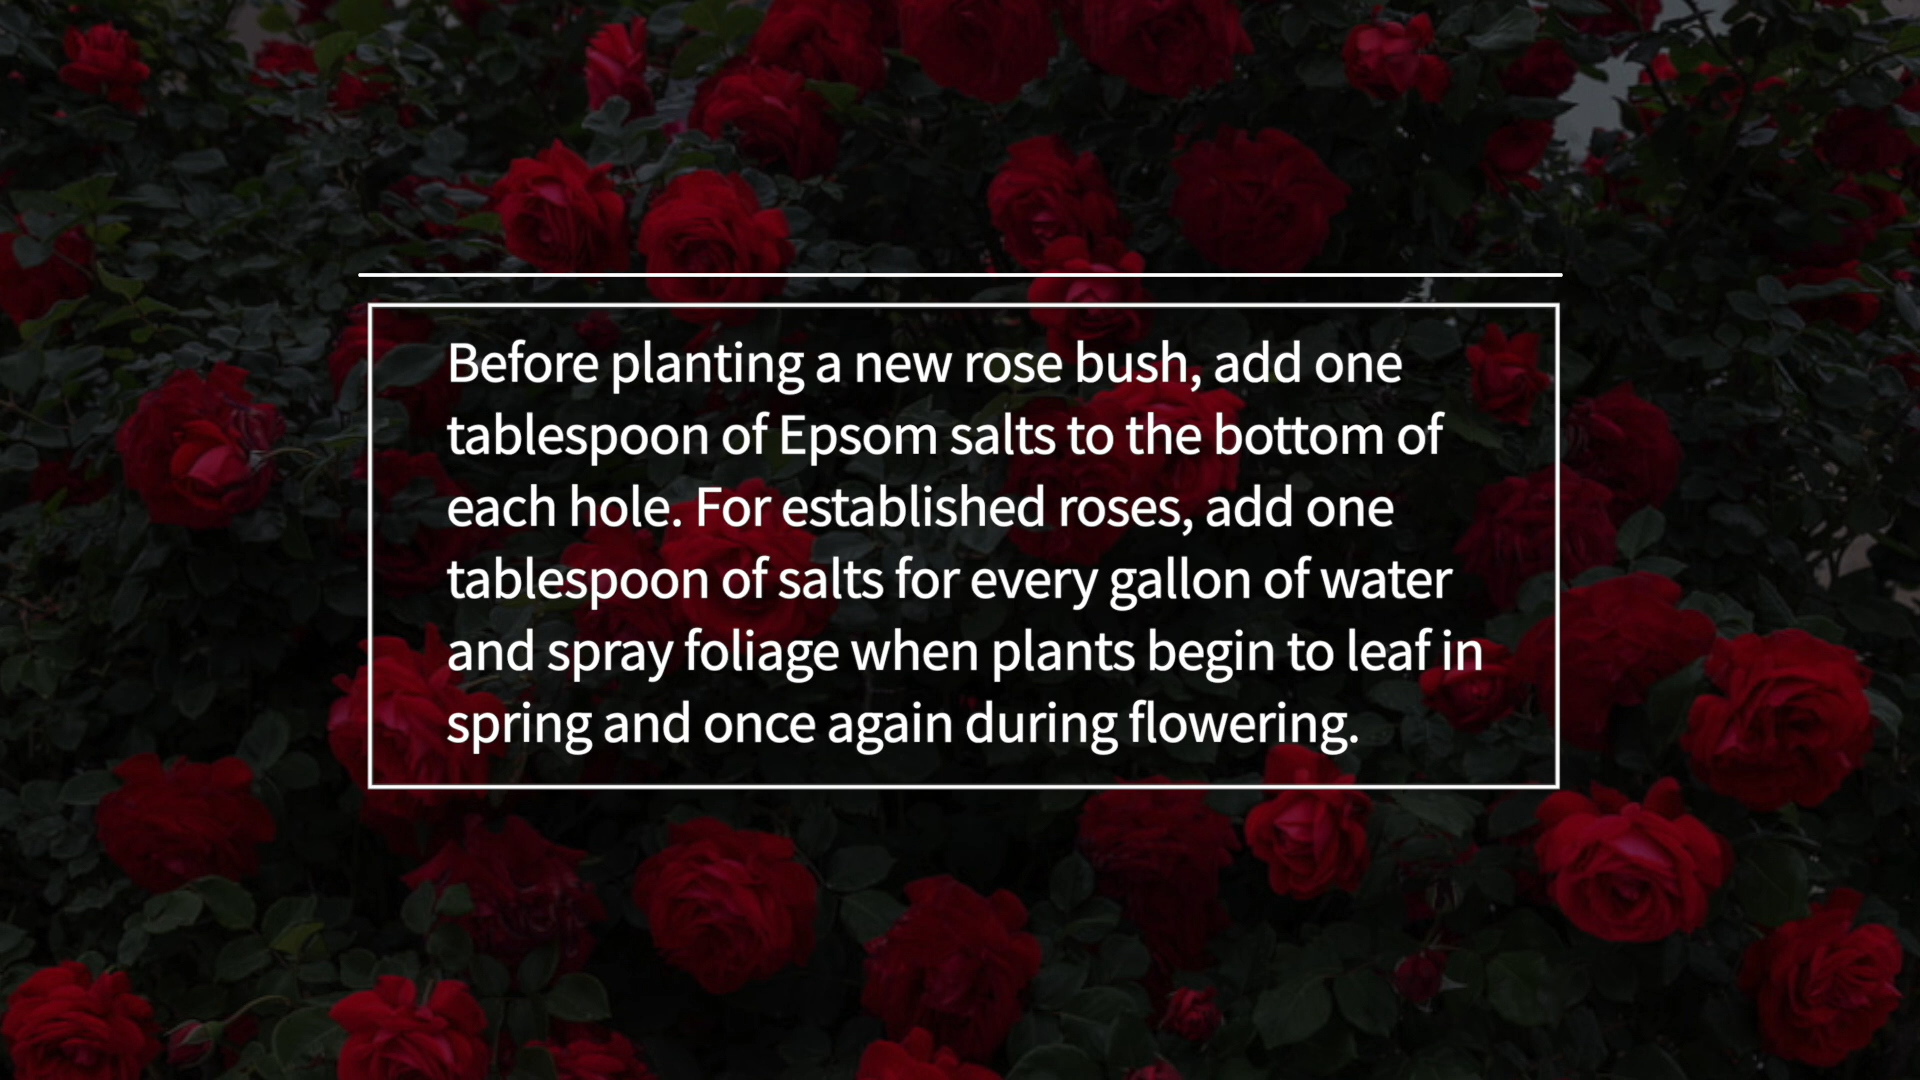 Before planting a new rose bush, add one
tablespoon of Epsom salts to the bottom of
each hole. For established roses, add one
tablespoon of salts for every gallon of water
and spray foliage when plants begin to leaf in
spring and once again during flowering.